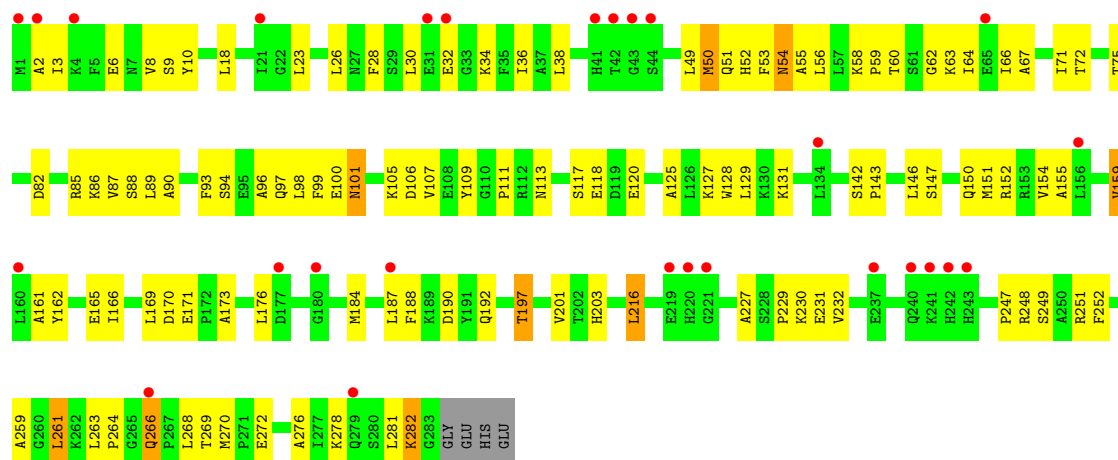 M1 A2 I3 K4 F5 E6 N7 V8 S9 Y10 L18 I21 G22 L23 L26 N27 F28 S29 L30 E31 E32 G33 K34 F35 I36 A37 L38 H41 T42 G43 S44 L49 M50 Q51 H52 F53 N54 A55 L56 L57 K58 P59 T60 S61 G62 K63 I64 E65 I66 A67 I71 T72 T75
D82 R85 K86 V87 S88 L89 A90 F93 S94 E95 A96 Q97 L98 F99 E100 N101 K105 D106 V107 E108 Y109 G110 P111 R112 N113 S117 E118 D119 E120 A125 L126 K127 W128 L129 K130 K131 L134 S142 P143 L146 S147 Q150 M151 R152 R153 V154 A155 L156
L160 A161 Y162 E165 I166 L169 D170 E171 P172 A173 L176 D177 G180 M184 L187 F188 K189 D190 Y191 Q192 T197 V201 T202 H203 L216 E219 H220 G221 A227 S228 P229 K230 E231 V232 E237 Q240 K241 H242 H243 P247 R248 S249 A250 R251 F252
A259 G260 L261 K262 L263 P264 G265 Q266 P267 L268 T269 M270 P271 E272 A276 I277 K278 Q279 S280 L281 K282 G283 GLY GLU HIS GLU